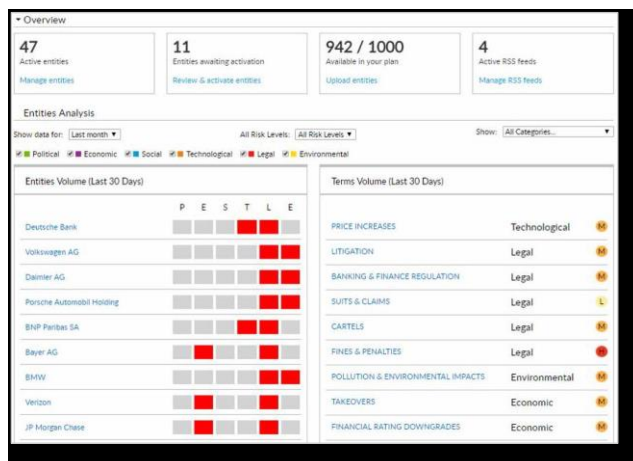 Overview
47
Active entities
Manage entities
11
Entities awaiting activation
Review & activate entities
942 / 1000
Available in your plan
Upload entities
4
Active RSS feeds
Manage RSS feeds
Entities Analysis
Show data for: Last month
All Risk Levels: All Risk Levels
Show: All Categories...
Political Economic Social Technological Legal Environmental
Entities Volume (Last 30 Days)
P E S T L E
Deutsche Bank
Volkswagen AG
Daimler AG
Porsche Automobil Holding
BNP Paribas SA
Bayer AG
BMW
Verizon
JP Morgan Chase
Terms Volume (Last 30 Days)
PRICE INCREASES Technological M
LITIGATION Legal M
BANKING & FINANCE REGULATION Legal M
SUITS & CLAIMS Legal L
CARTELS Legal M
FINES & PENALTIES Legal H
POLLUTION & ENVIRONMENTAL IMPACTS Environmental M
TAKEOVERS Economic M
FINANCIAL RATING DOWNGRADES Economic M